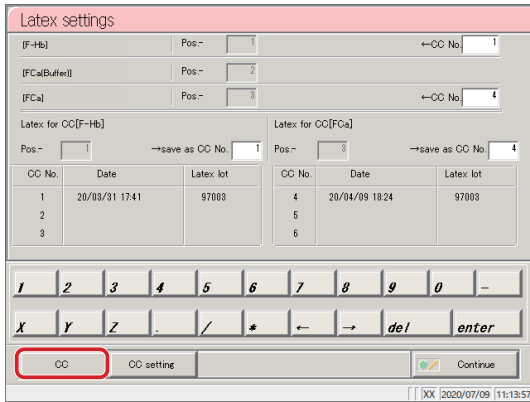 Latex settings
[F-Hb] Pos.- 1 ←CC No. 1
[FCa(Buffer)] Pos.- 2
[FCa] Pos.- 3 ←CC No. 4
Latex for CC[F-Hb] Latex for CC[FCa]
Pos.- 1 →save as CC No. 1 Pos.- 3 →save as CC No. 4
CC No. Date Latex lot CC No. Date Latex lot
1 20/03/31 17:41 97003 4 20/04/09 18:24 97003
2 5
3 6
1 2 3 4 5 6 7 8 9 0 -
X Y Z . / * ← → del enter
CC CC setting Continue
XX 2020/07/09 11:13:57